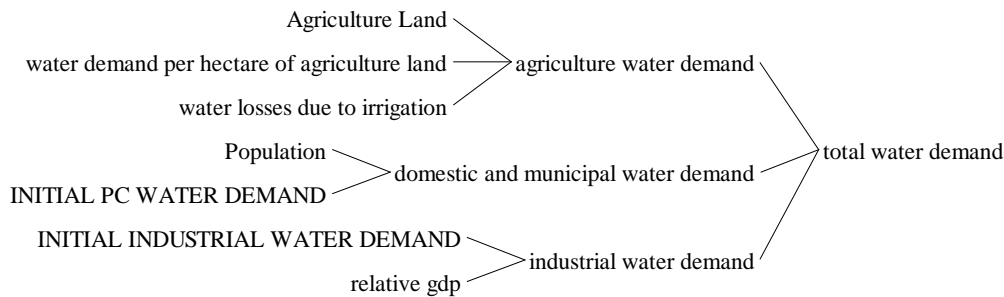 Agriculture Land
water demand per hectare of agriculture land
agriculture water demand
water losses due to irrigation
Population
total water demand
domestic and municipal water demand
INITIAL PC WATER DEMAND
INITIAL INDUSTRIAL WATER DEMAND
industrial water demand
relative gdp